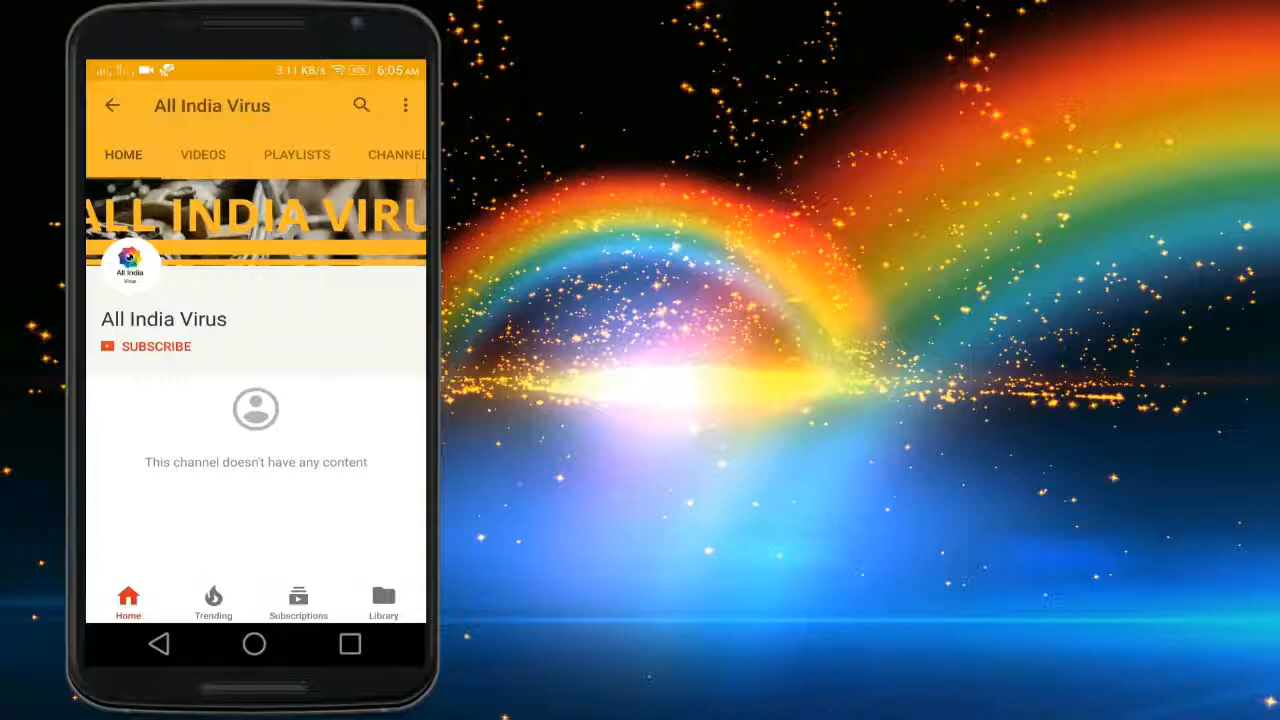 3:11 KB/s 5:05 AM
All India Virus
HOME VIDEOS PLAYLISTS CHANNEL
ALL INDIA VIRU
All India
Virus
All India Virus
SUBSCRIBE
This channel doesn't have any content
Home Trending Subscriptions Library